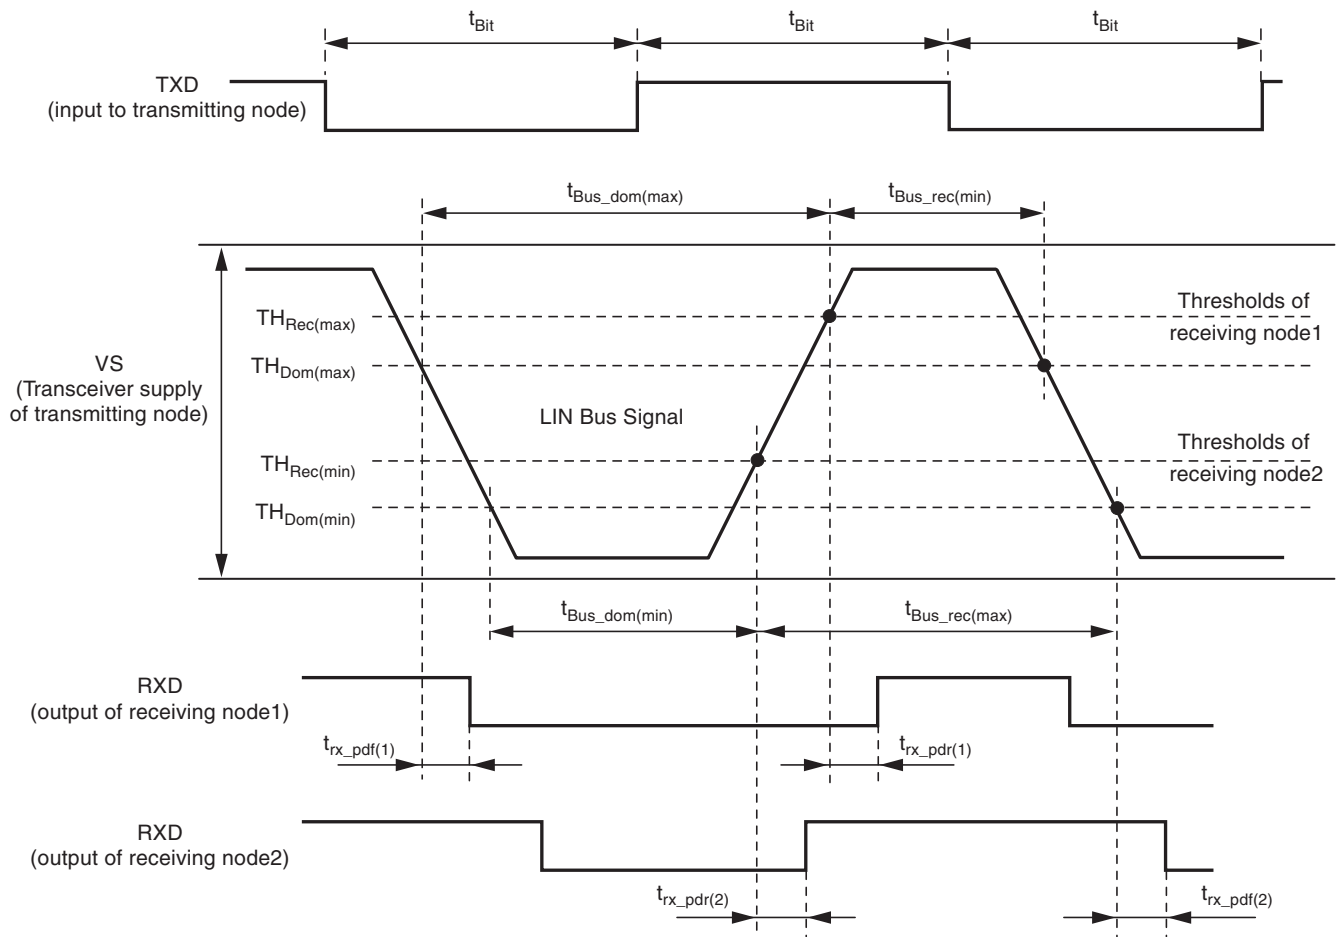 tBit
tBit
tBit
TXD
(input to transmitting node)
tBus_dom(max)
tBus_rec(min)
THRec(max)
Thresholds of
receiving node1
VS
(Transceiver supply
of transmitting node)
THDom(max)
LIN Bus Signal
THRec(min)
Thresholds of
receiving node2
THDom(min)
tBus_dom(min)
tBus_rec(max)
RXD
(output of receiving node1)
trx_pdf(1)
trx_pdr(1)
RXD
(output of receiving node2)
trx_pdr(2)
trx_pdf(2)